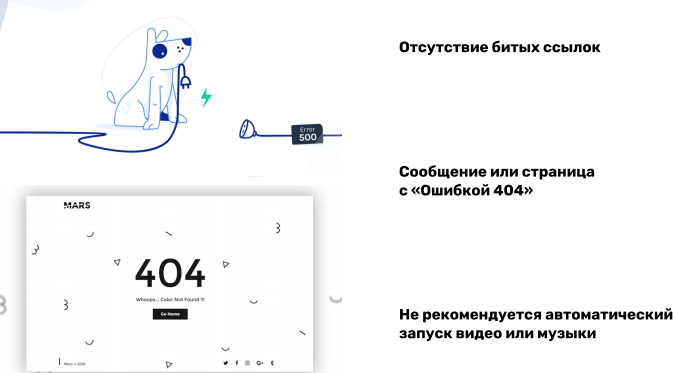 Отсутствие битых ссылок
Error
500
Сообщение или страница
с «Ошибкой 404»
MARS
404
Whoops... Color Not Found !!!
Go Home
Не рекомендуется автоматический
запуск видео или музыки